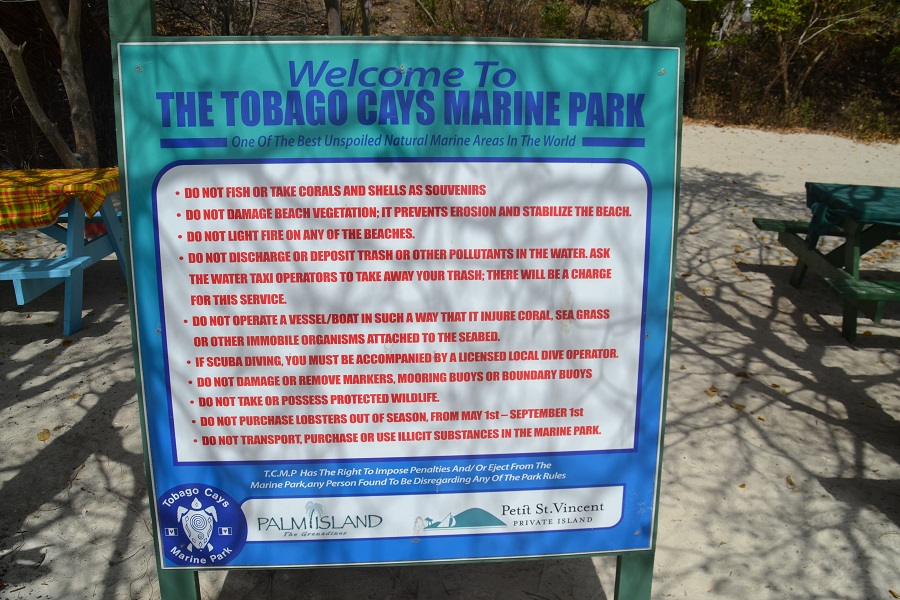 Welcome To
THE TOBAGO CAYS MARINE PARK
One Of The Best Unspoiled Natural Marine Areas In The World
• DO NOT FISH OR TAKE CORALS AND SHELLS AS SOUVENIRS
• DO NOT DAMAGE BEACH VEGETATION; IT PREVENTS EROSION AND STABILIZE THE BEACH.
• DO NOT LIGHT FIRE ON ANY OF THE BEACHES.
• DO NOT DISCHARGE OR DEPOSIT TRASH OR OTHER POLLUTANTS IN THE WATER. ASK
THE WATER TAXI OPERATORS TO TAKE AWAY YOUR TRASH; THERE WILL BE A CHARGE
FOR THIS SERVICE.
• DO NOT OPERATE A VESSEL/BOAT IN SUCH A WAY THAT IT INJURE CORAL, SEA GRASS
OR OTHER IMMOBILE ORGANISMS ATTACHED TO THE SEABED.
• IF SCUBA DIVING, YOU MUST BE ACCOMPANIED BY A LICENSED LOCAL DIVE OPERATOR.
• DO NOT DAMAGE OR REMOVE MARKERS, MOORING BUOYS OR BOUNDARY BUOYS
• DO NOT TAKE OR POSSESS PROTECTED WILDLIFE.
• DO NOT PURCHASE LOBSTERS OUT OF SEASON, FROM MAY 1st – SEPTEMBER 1st
• DO NOT TRANSPORT, PURCHASE OR USE ILLICIT SUBSTANCES IN THE MARINE PARK.
T.C.M.P Has The Right To Impose Penalties And/ Or Eject From The
Marine Park,any Person Found To Be Disregarding Any Of The Park Rules
Tobago Cays
Marine Park
PALM ISLAND
The Grenadines
Petit St. Vincent
PRIVATE ISLAND